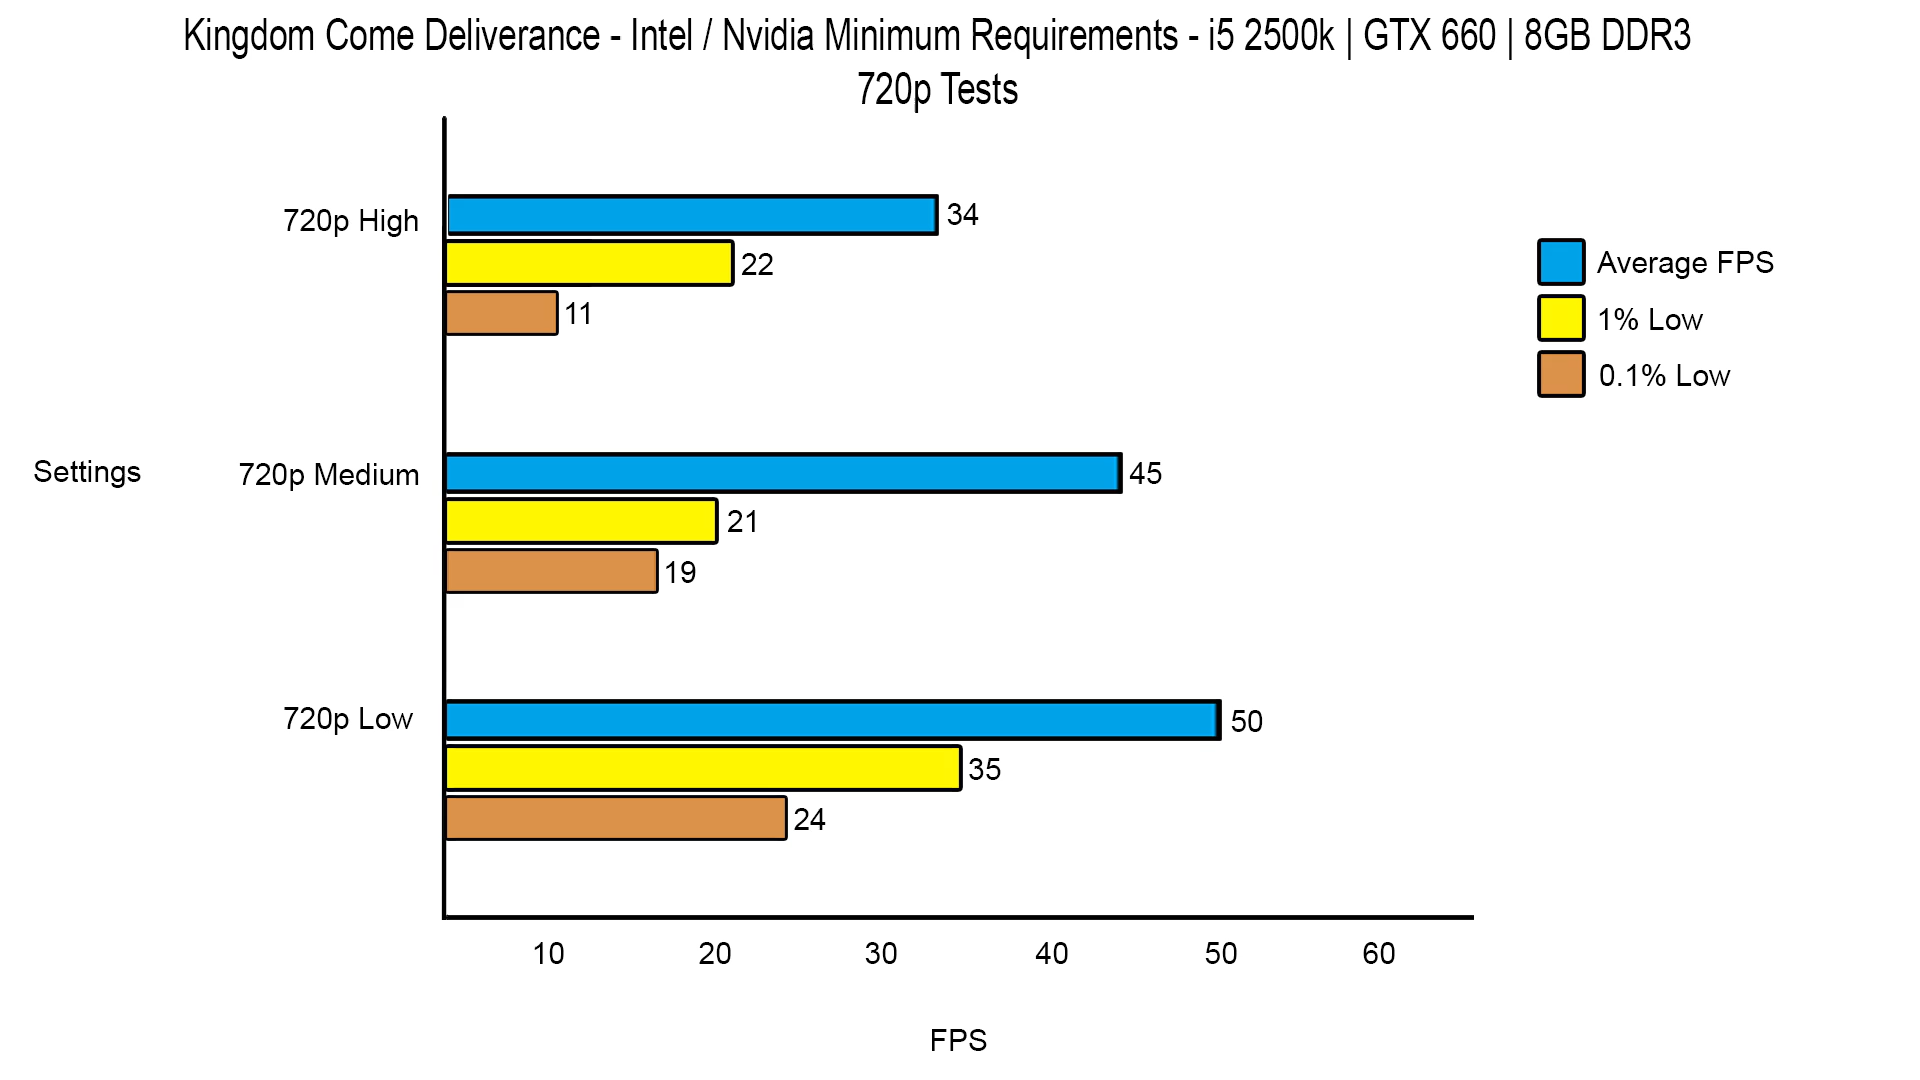 Kingdom Come Deliverance - Intel / Nvidia Minimum Requirements - i5 2500k | GTX 660 | 8GB DDR3
720p Tests
720p High
34
22
11
Average FPS
1% Low
0.1% Low
Settings
720p Medium
45
21
19
720p Low
50
35
24
10 20 30 40 50 60
FPS